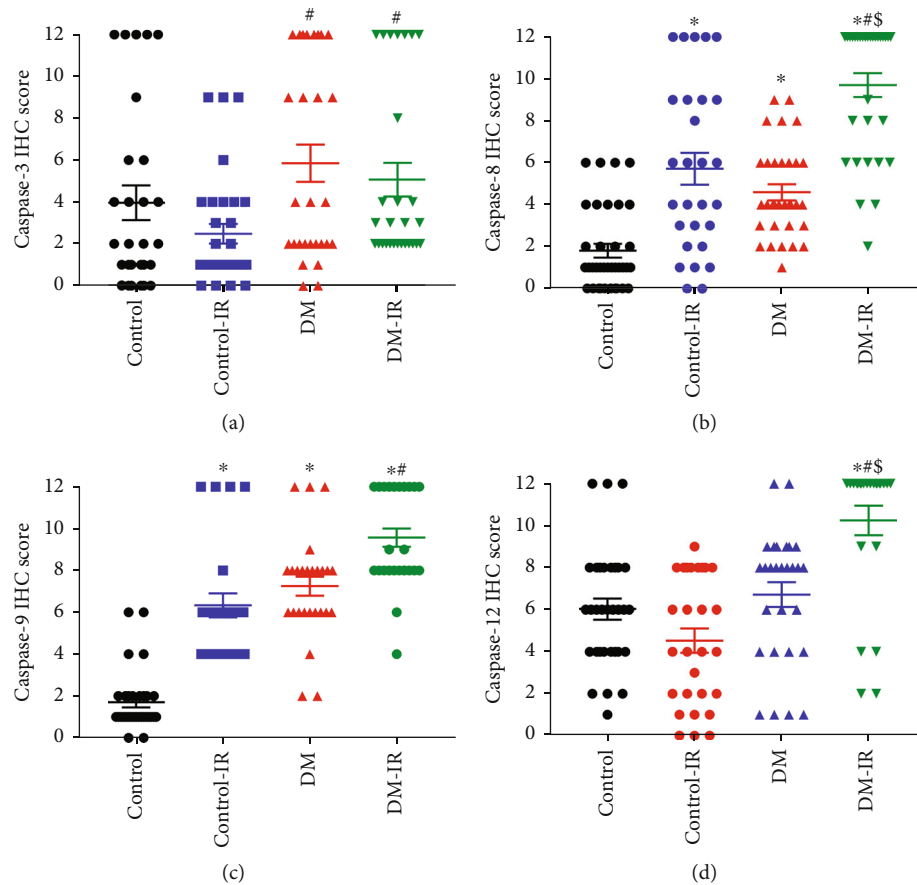 # #
12
10
8
6
4
2
0
Caspase-3 IHC score
Control
Control-IR
DM
DM-IR
(a)
* * *#$
12
10
8
6
4
2
0
Caspase-8 IHC score
Control
Control-IR
DM
DM-IR
(b)
* * *#
12
10
8
6
4
2
0
Caspase-9 IHC score
Control
Control-IR
DM
DM-IR
(c)
*#$
12
10
8
6
4
2
0
Caspase-12 IHC score
Control
Control-IR
DM
DM-IR
(d)